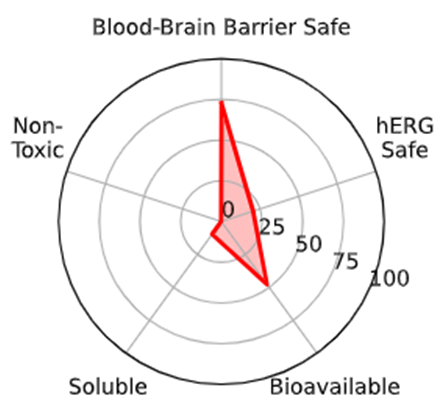 Blood-Brain Barrier Safe
Non-
Toxic
hERG
Safe
0
25
50
75
100
Soluble
Bioavailable